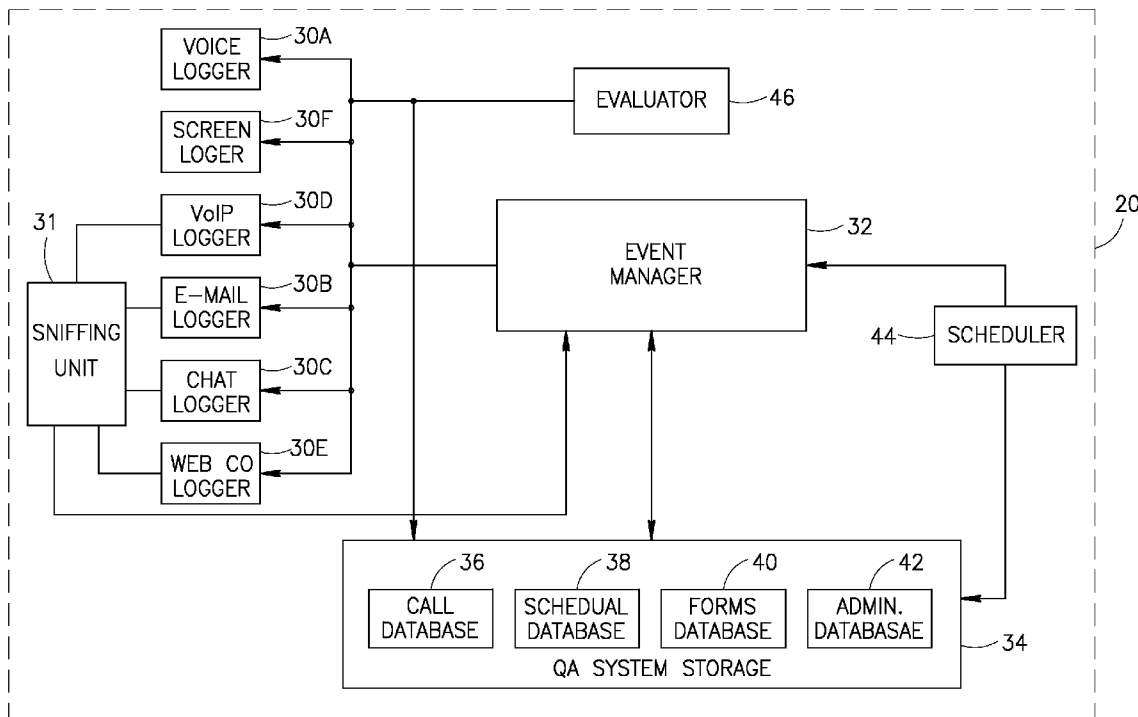 VOICE
LOGGER
30A
SCREEN
LOGER
30F
EVALUATOR
46
VoIP
LOGGER
30D
31
SNIFFING
UNIT
E-MAIL
LOGGER
30B
CHAT
LOGGER
30C
WEB CO
LOGGER
30E
EVENT
MANAGER
32
20
44
SCHEDULER
36
CALL
DATABASE
38
SCHEDUAL
DATABASE
40
FORMS
DATABASE
42
ADMIN.
DATABASAE
QA SYSTEM STORAGE
34